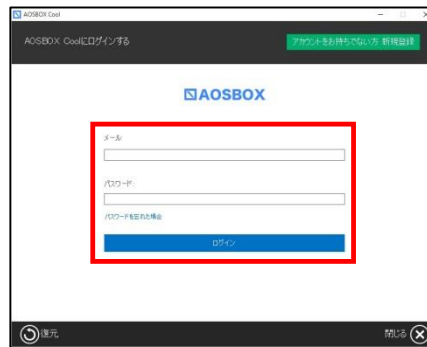 AOSBOX Cool
AOSBOX Coolにログインする
アカウントをお持ちでない方 新規登録
AOSBOX
メール:
パスワード:
パスワードを忘れた場合
ログイン
復元
閉じる